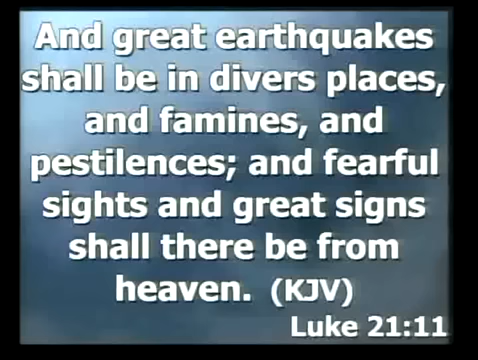 And great earthquakes
shall be in divers places,
and famines, and
pestilences; and fearful
sights and great signs
shall there be from
heaven. (KJV)
Luke 21:11